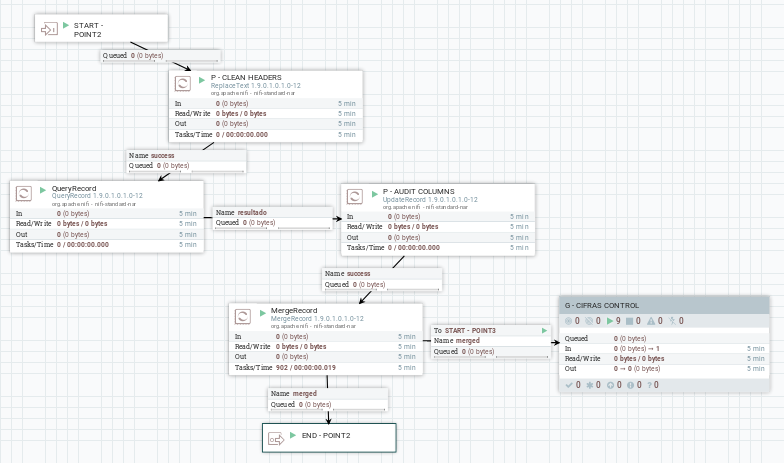 START -
POINT2
Queued 0 (0 bytes)
P - CLEAN HEADERS
ReplaceText 1.9.0.1.0.1.0-12
org.apache.nifi - nifi-standard-nar
In 0 (0 bytes) 5 min
Read/Write 0 bytes / 0 bytes 5 min
Out 0 (0 bytes) 5 min
Tasks/Time 0 / 00:00:00.000 5 min
Name success
Queued 0 (0 bytes)
QueryRecord
QueryRecord 1.9.0.1.0.1.0-12
org.apache.nifi - nifi-standard-nar
In 0 (0 bytes) 5 min
Read/Write 0 bytes / 0 bytes 5 min
Out 0 (0 bytes) 5 min
Tasks/Time 0 / 00:00:00.000 5 min
Name resultado
Queued 0 (0 bytes)
P - AUDIT COLUMNS
UpdateRecord 1.9.0.1.0.1.0-12
org.apache.nifi - nifi-standard-nar
In 0 (0 bytes) 5 min
Read/Write 0 bytes / 0 bytes 5 min
Out 0 (0 bytes) 5 min
Tasks/Time 0 / 00:00:00.000 5 min
Name success
Queued 0 (0 bytes)
MergeRecord
MergeRecord 1.9.0.1.0.1.0-12
org.apache.nifi - nifi-standard-nar
In 0 (0 bytes) 5 min
Read/Write 0 bytes / 0 bytes 5 min
Out 0 (0 bytes) 5 min
Tasks/Time 902 / 00:00:00.019 5 min
To START - POINT3
Name merged
Queued 0 (0 bytes)
G - CIFRAS CONTROL
0 0 9 0 0 0
Queued 0 (0 bytes)
In 0 (0 bytes) → 1 5 min
Read/Write 0 bytes / 0 bytes 5 min
Out 0 → 0 (0 bytes) 5 min
0 0 0 0 ? 0
Name merged
Queued 0 (0 bytes)
END - POINT2